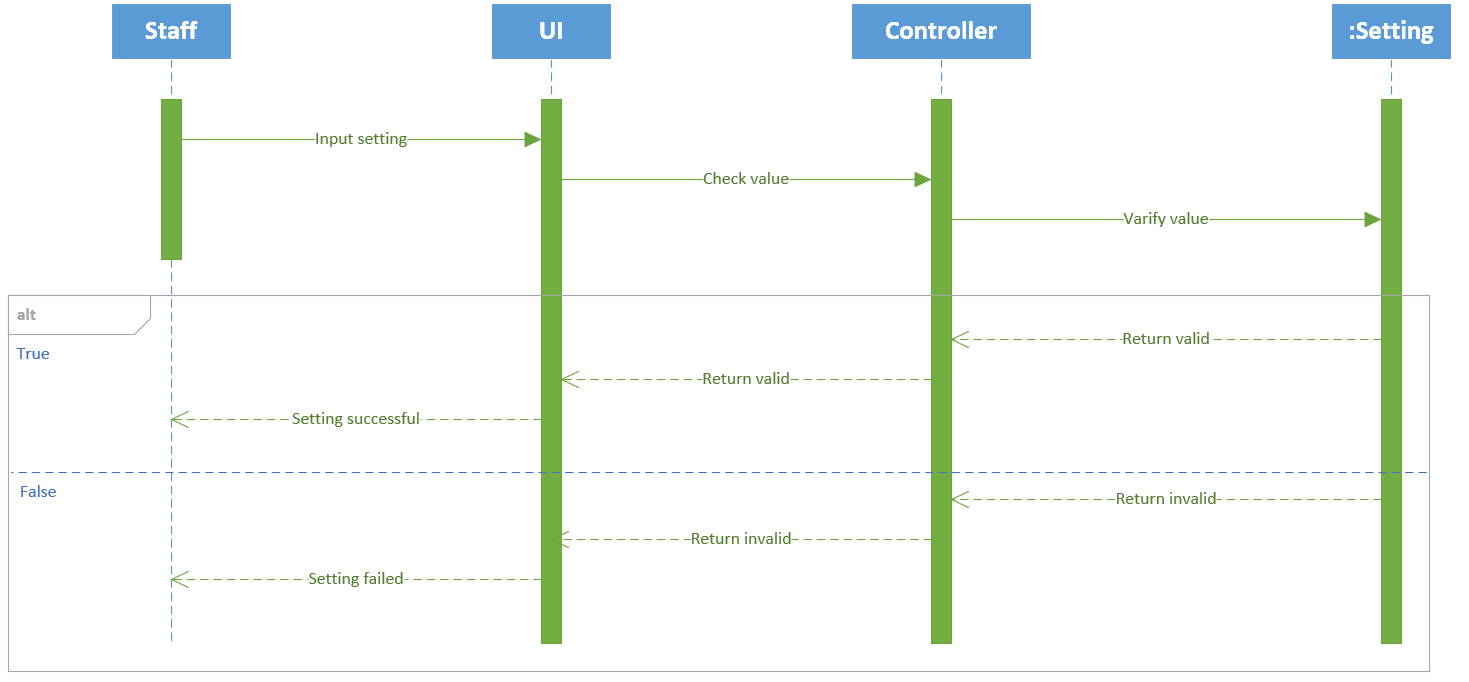 Staff
UI
Controller
:Setting
Input setting
Check value
Varify value
alt
True
Return valid
Return valid
Setting successful
False
Return invalid
Return invalid
Setting failed